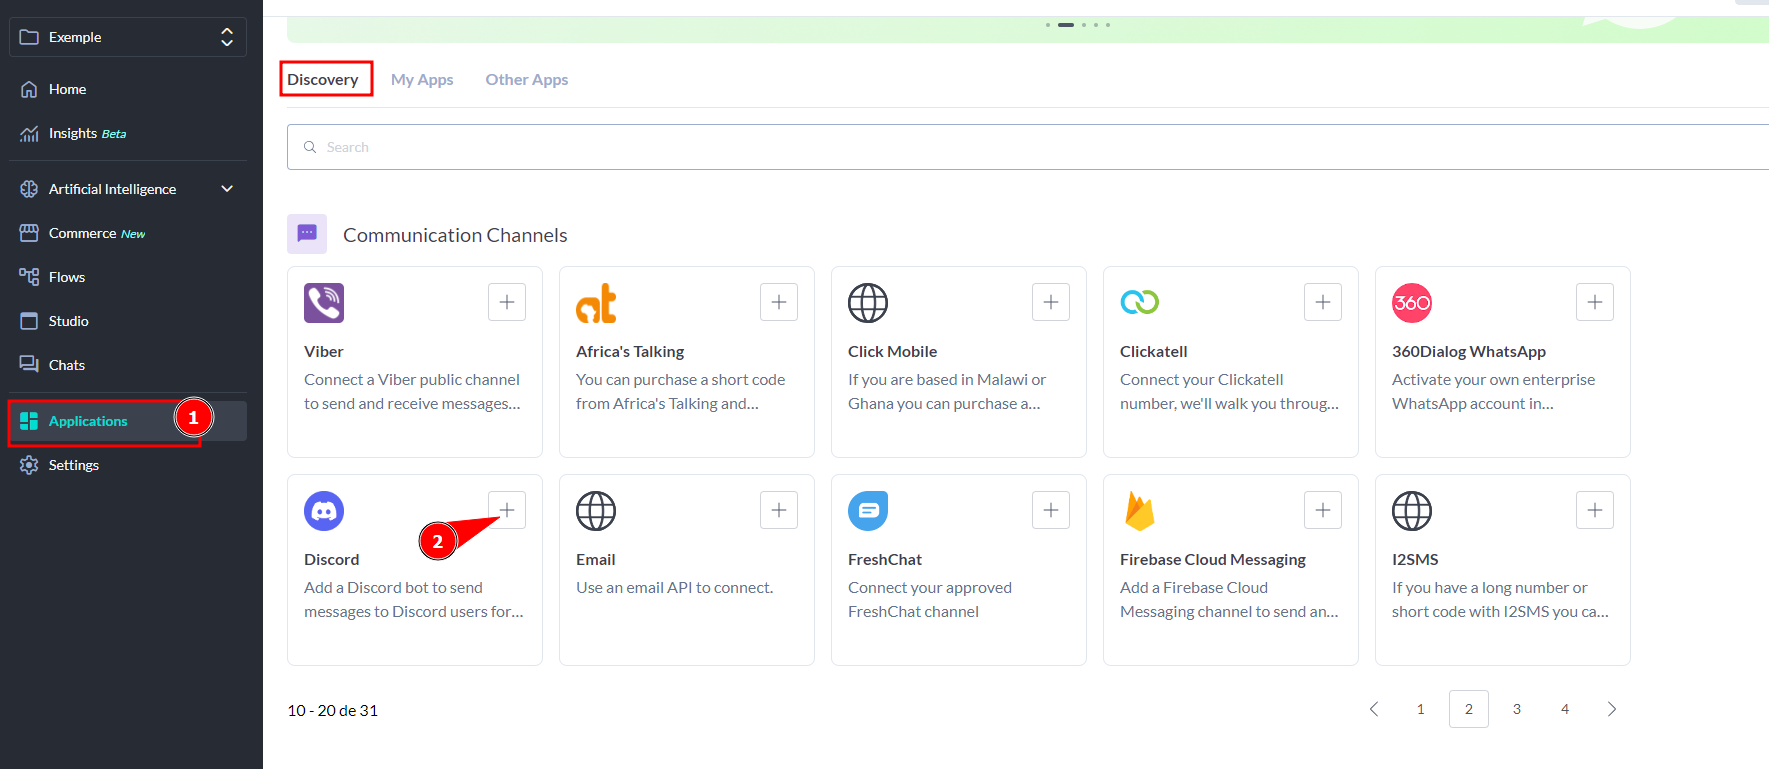 Exemple
Home
Insights Beta
Artificial Intelligence
Commerce New
Flows
Studio
Chats
Applications
1
Settings
Discovery
My Apps
Other Apps
Search
Communication Channels
Viber
Connect a Viber public channel
to send and receive messages...
at
Africa's Talking
You can purchase a short code
from Africa's Talking and...
Click Mobile
If you are based in Malawi or
Ghana you can purchase a...
Clickatell
Connect your Clickatell
number, we'll walk you throug...
360
360Dialog WhatsApp
Activate your own enterprise
WhatsApp account in...
2
Discord
Add a Discord bot to send
messages to Discord users for...
Email
Use an email API to connect.
FreshChat
Connect your approved
FreshChat channel
Firebase Cloud Messaging
Add a Firebase Cloud
Messaging channel to send an...
I2SMS
If you have a long number or
short code with I2SMS you ca...
10 - 20 de 31
1
2
3
4